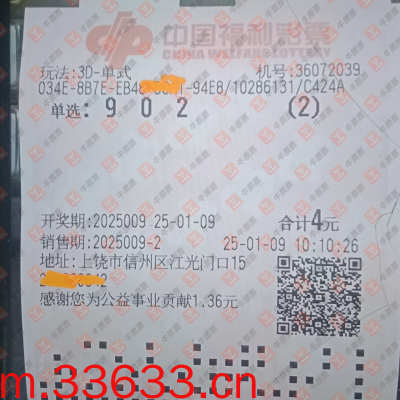 中国福利彩票
CHINA WELFARE LOTTERY
玩法:3D-单式 机号:36072039
034E-8B7E-EB4 -94E8/10286131/C424A
单选: 9 0 2 (2)
开奖期:2025009 25-01-09 合计4元
销售期:2025009-2 25-01-09 10:10:26
地址:上饶市信州区江光门口15
感谢您为公益事业贡献1.36元
m.33633.cn